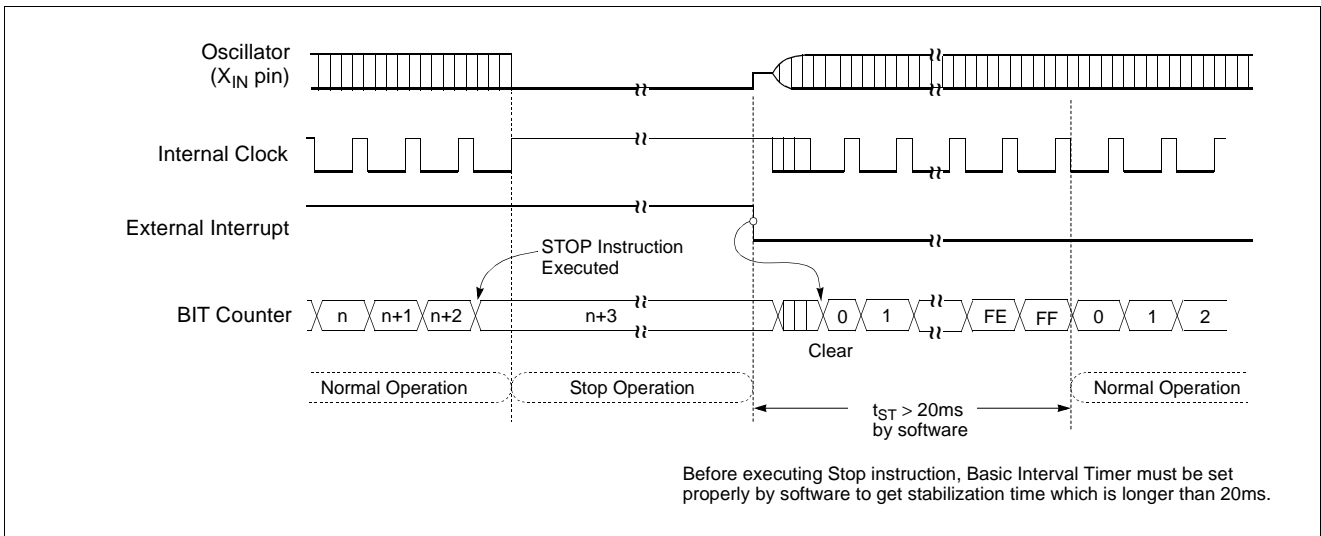 Oscillator
(XIN pin)
Internal Clock
External Interrupt
STOP Instruction
Executed
BIT Counter
n
n+1
n+2
n+3
0
1
FE
FF
0
1
2
Clear
Normal Operation
Stop Operation
Normal Operation
tST > 20ms
by software
Before executing Stop instruction, Basic Interval Timer must be set
properly by software to get stabilization time which is longer than 20ms.